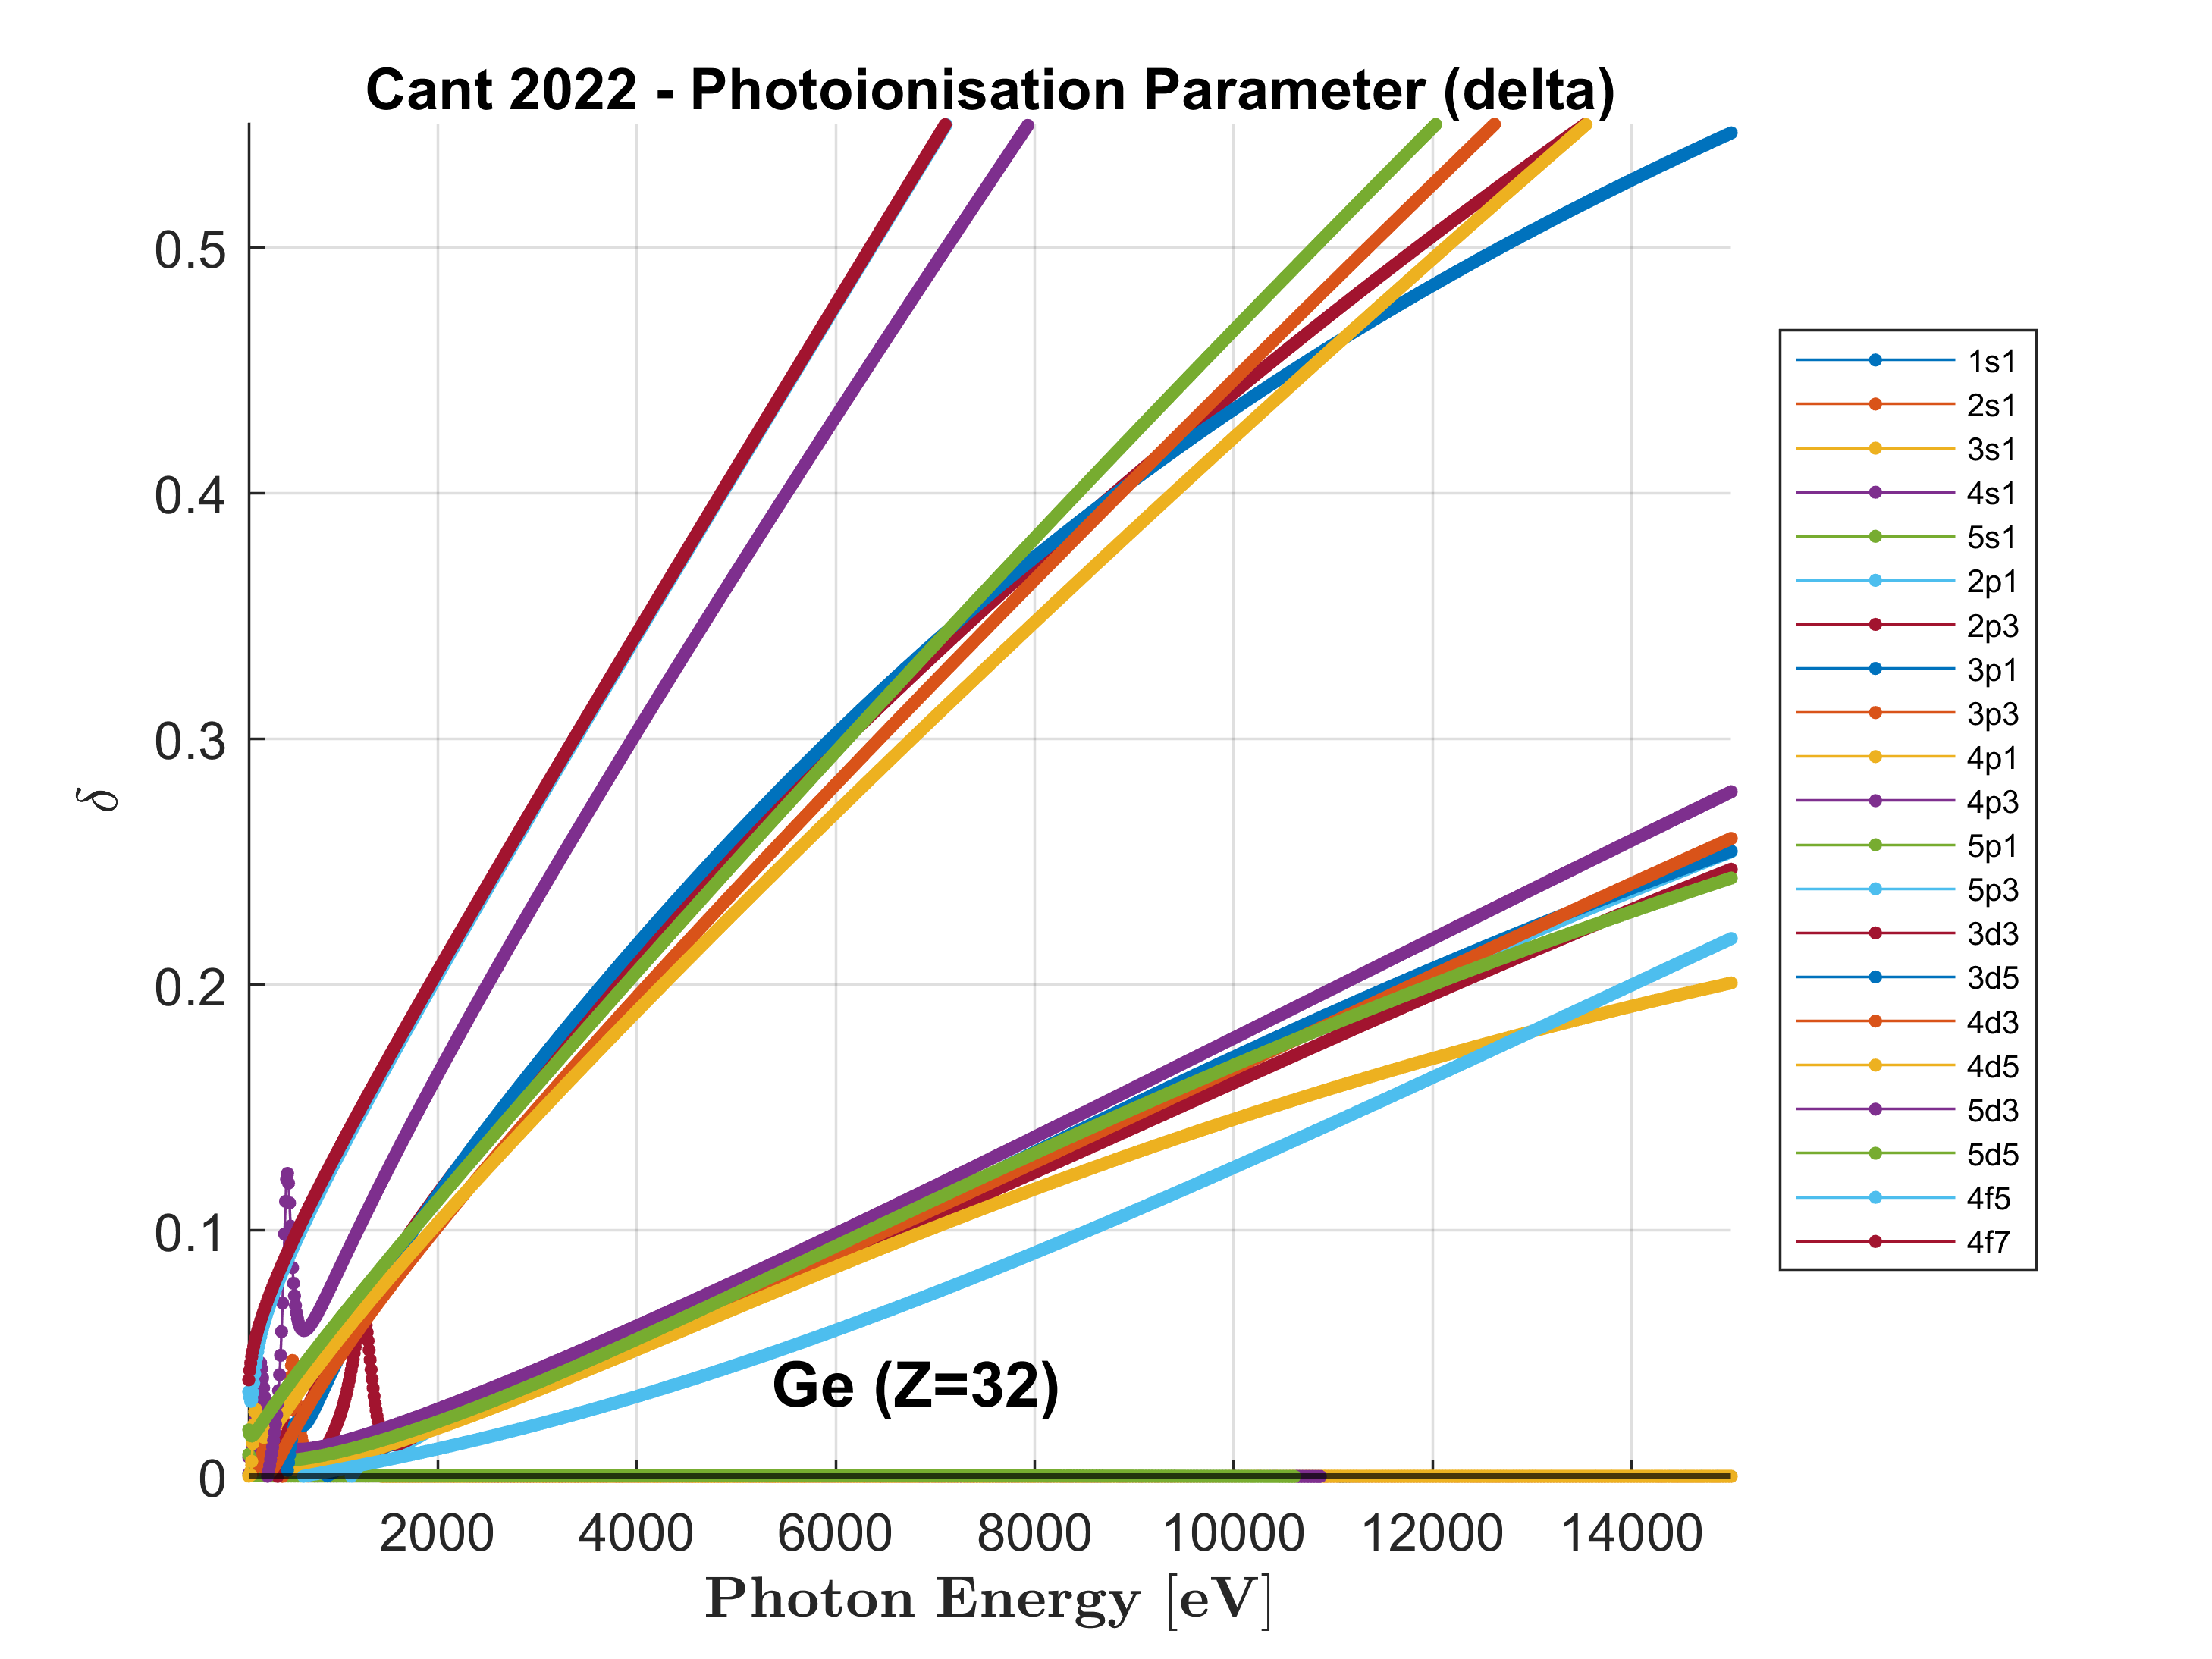 Cant 2022 - Photoionisation Parameter (delta)
0.5
0.4
0.3
0.2
0.1
0
δ
2000 4000 6000 8000 10000 12000 14000
Photon Energy [eV]
Ge (Z=32)
1s1
2s1
3s1
4s1
5s1
2p1
2p3
3p1
3p3
4p1
4p3
5p1
5p3
3d3
3d5
4d3
4d5
5d3
5d5
4f5
4f7